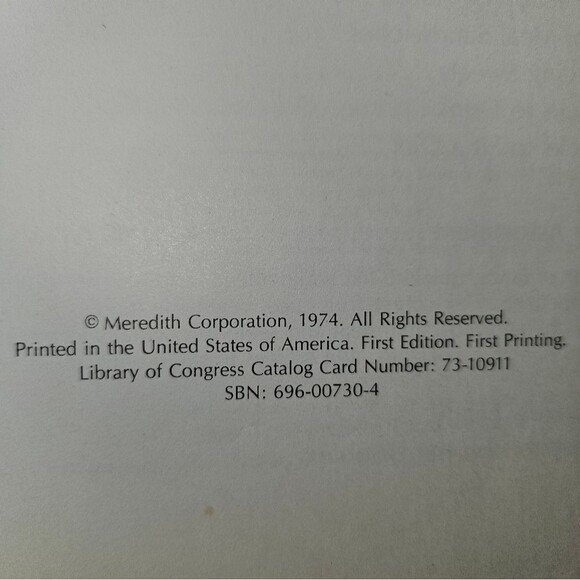 © Meredith Corporation, 1974. All Rights Reserved.
Printed in the United States of America. First Edition. First Printing.
Library of Congress Catalog Card Number: 73-10911
SBN: 696-00730-4